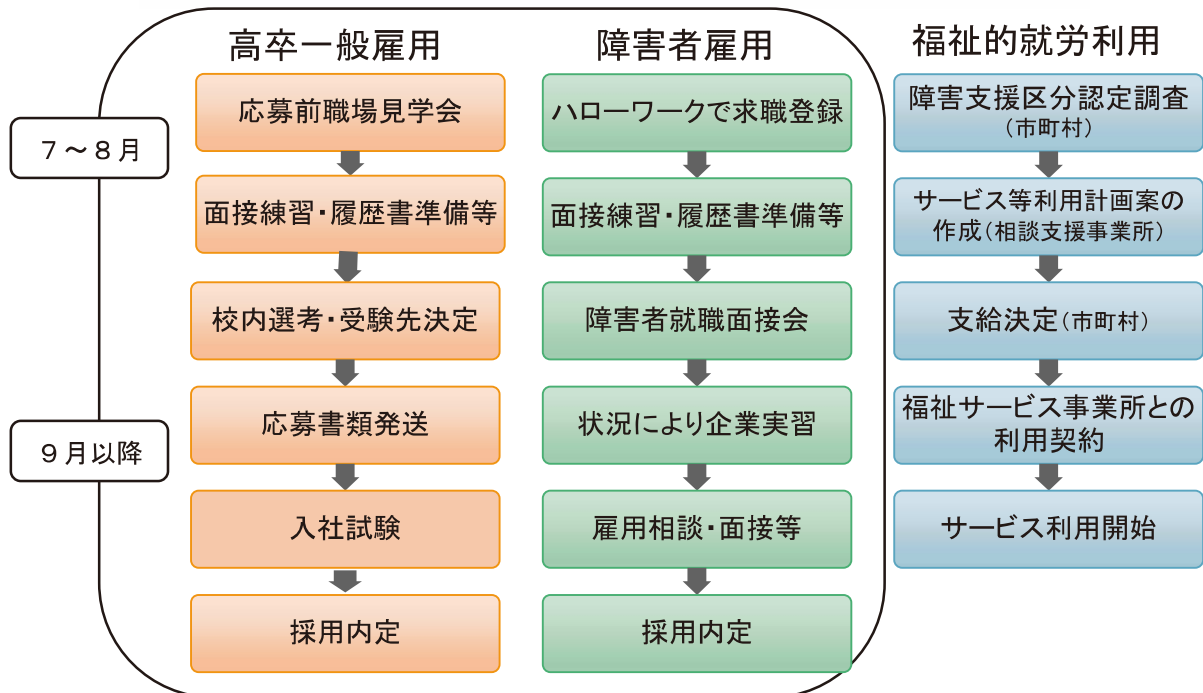 高卒一般雇用
障害者雇用
福祉的就労利用
7～8月
9月以降
応募前職場見学会
面接練習・履歴書準備等
校内選考・受験先決定
応募書類発送
入社試験
採用内定
ハローワークで求職登録
面接練習・履歴書準備等
障害者就職面接会
状況により企業実習
雇用相談・面接等
採用内定
障害支援区分認定調査
（市町村）
サービス等利用計画案の
作成（相談支援事業所）
支給決定（市町村）
福祉サービス事業所との
利用契約
サービス利用開始